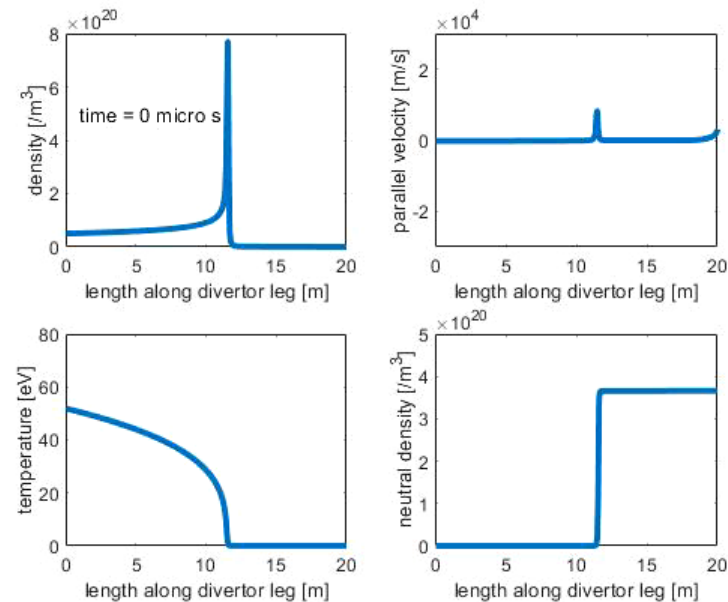 ×10^20
8
6
4
2
0
density [/m^3]
time = 0 micro s
0 5 10 15 20
length along divertor leg [m]
×10^4
2
0
-2
parallel velocity [m/s]
0 5 10 15 20
length along divertor leg [m]
80
60
40
20
0
temperature [eV]
0 5 10 15 20
length along divertor leg [m]
×10^20
5
4
3
2
1
0
neutral density [/m^3]
0 5 10 15 20
length along divertor leg [m]